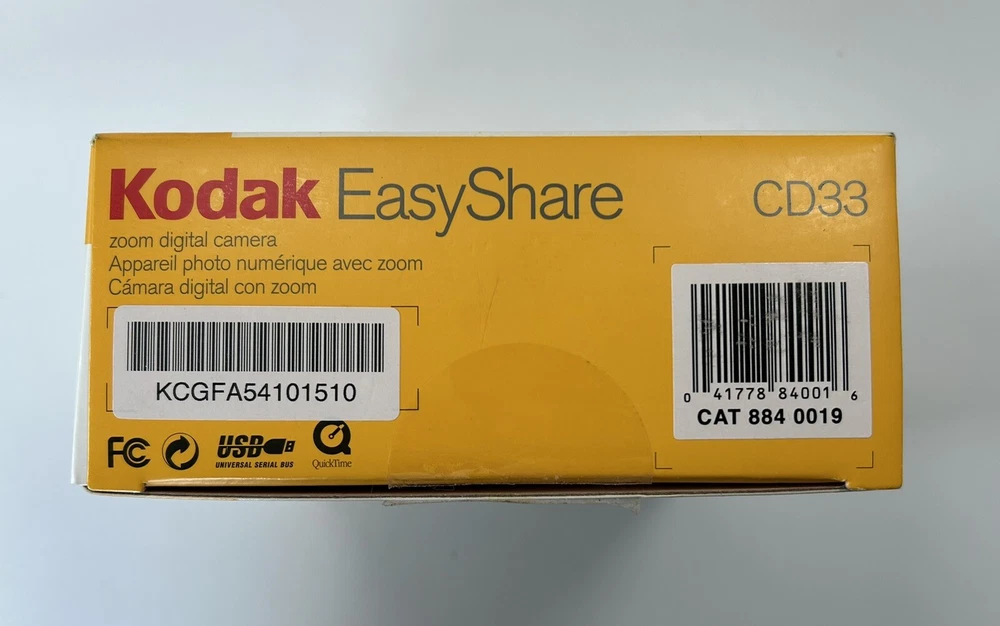 Kodak EasyShare CD33
zoom digital camera
Appareil photo numérique avec zoom
Cámara digital con zoom
KCGFA54101510
0 41778 84001 6
CAT 884 0019
FC
USB
UNIVERSAL SERIAL BUS
QuickTime